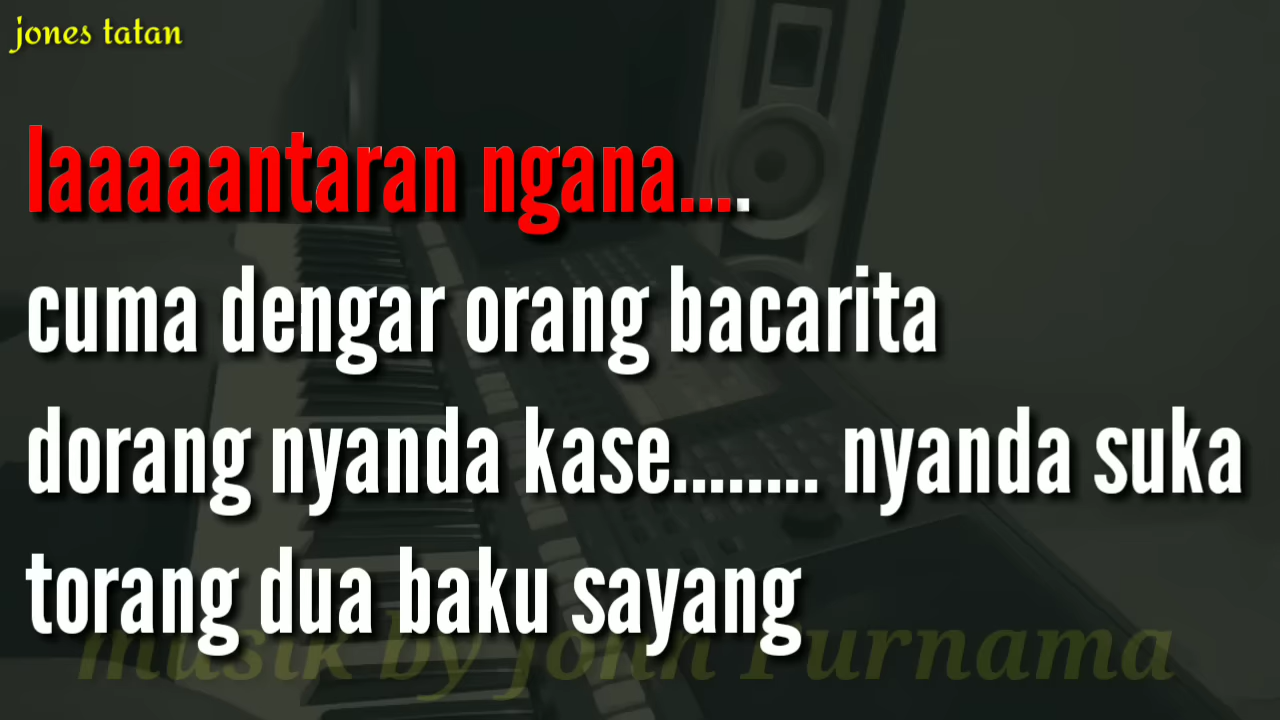 jones tatan
laaaaaantaran ngana....
cuma dengar orang bacarita
dorang nyanda kase........ nyanda suka
torang dua baku sayang
musik by john Purnama